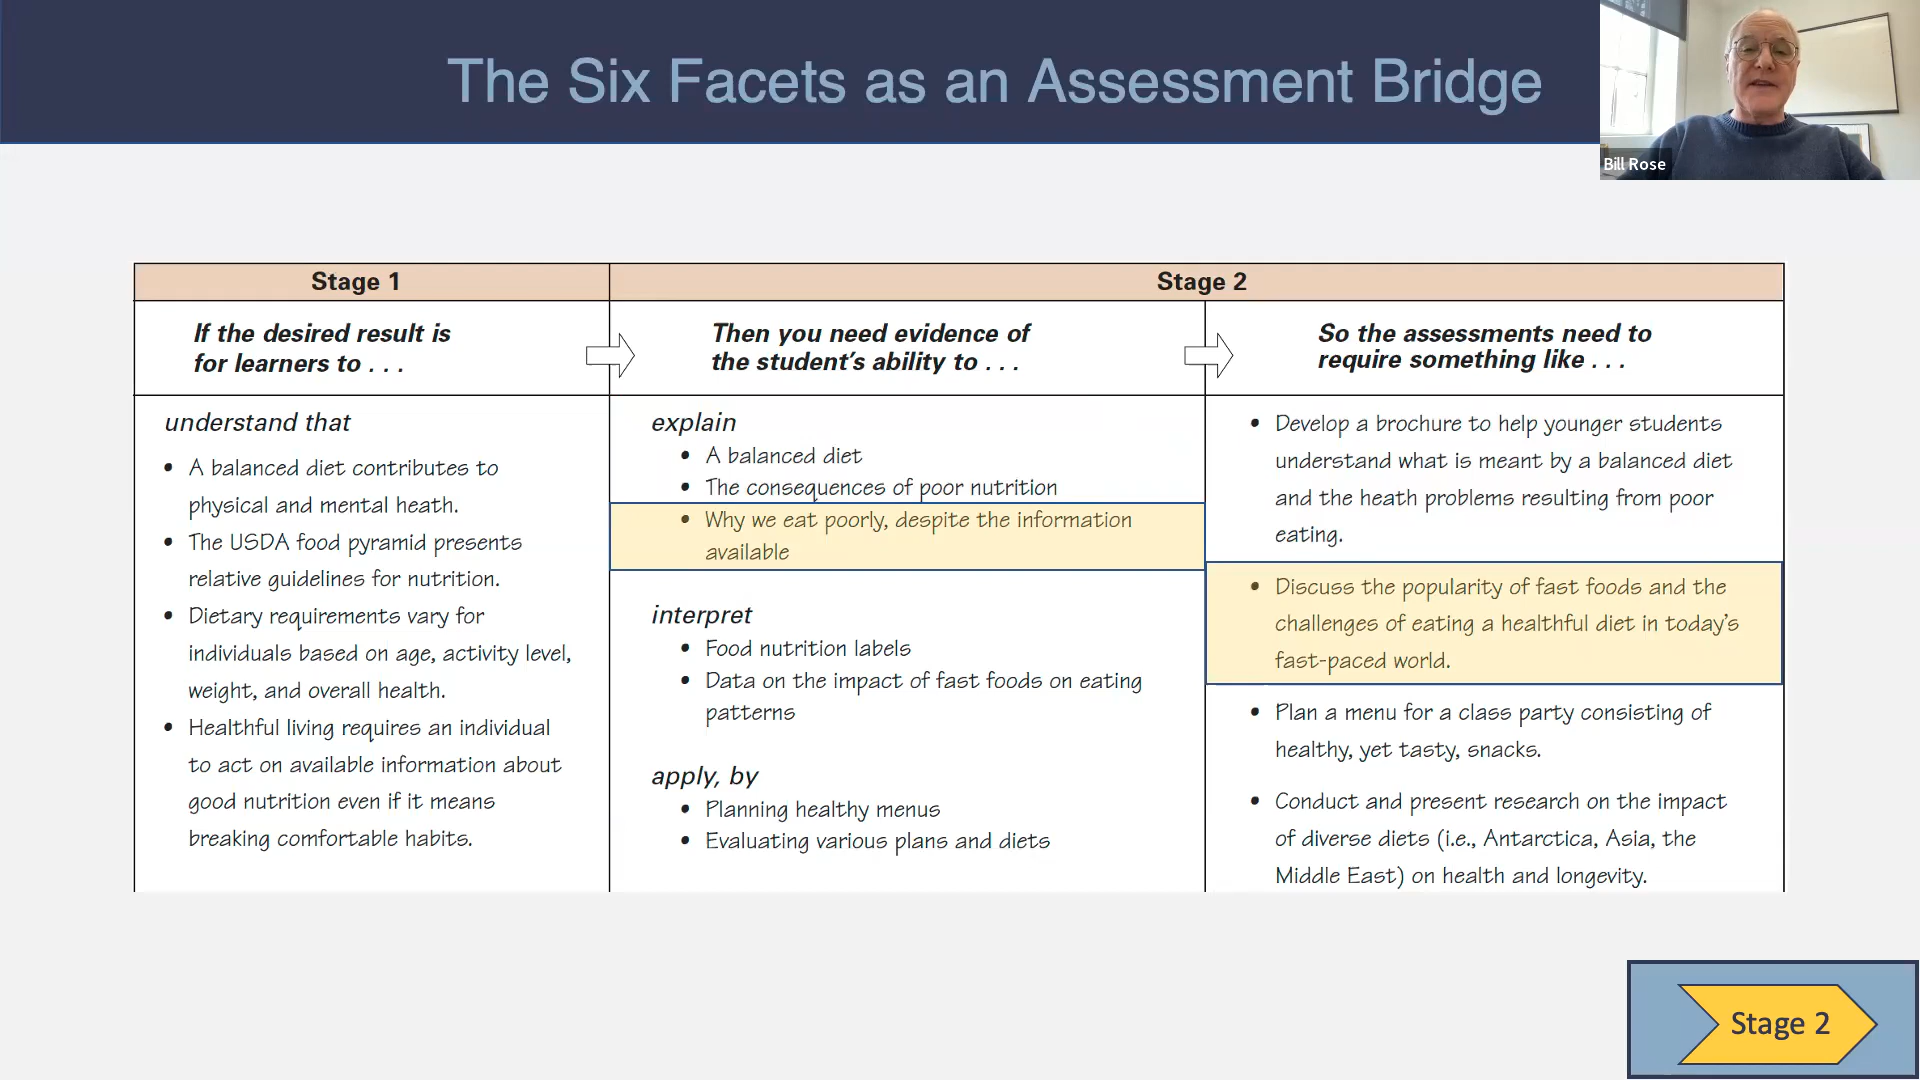 The Six Facets as an Assessment Bridge
Bill Rose
Stage 1
Stage 2
If the desired result is
for learners to . . .
Then you need evidence of
the student's ability to . . .
So the assessments need to
require something like . . .
understand that
• A balanced diet contributes to
physical and mental heath.
• The USDA food pyramid presents
relative guidelines for nutrition.
• Dietary requirements vary for
individuals based on age, activity level,
weight, and overall health.
• Healthful living requires an individual
to act on available information about
good nutrition even if it means
breaking comfortable habits.
explain
• A balanced diet
• The consequences of poor nutrition
• Why we eat poorly, despite the information
available
interpret
• Food nutrition labels
• Data on the impact of fast foods on eating
patterns
apply, by
• Planning healthy menus
• Evaluating various plans and diets
• Develop a brochure to help younger students
understand what is meant by a balanced diet
and the heath problems resulting from poor
eating.
• Discuss the popularity of fast foods and the
challenges of eating a healthful diet in today's
fast-paced world.
• Plan a menu for a class party consisting of
healthy, yet tasty, snacks.
• Conduct and present research on the impact
of diverse diets (i.e., Antarctica, Asia, the
Middle East) on health and longevity.
Stage 2